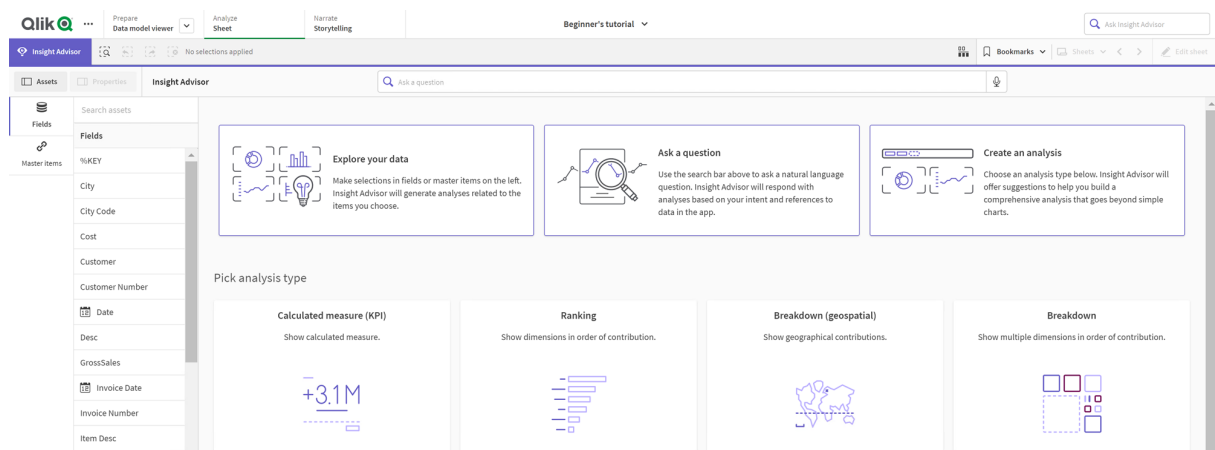 Qlik
Prepare
Data model viewer
Analyze
Sheet
Narrate
Storytelling
Beginner's tutorial
Ask Insight Advisor
Insight Advisor
No selections applied
Bookmarks
Sheets
Edit sheet
Assets
Properties
Insight Advisor
Ask a question
Fields
Master items
Search assets
Fields
%KEY
City
City Code
Cost
Customer
Customer Number
Date
Desc
GrossSales
Invoice Date
Invoice Number
Item Desc
Explore your data
Make selections in fields or master items on the left.
Insight Advisor will generate analyses related to the
items you choose.
Ask a question
Use the search bar above to ask a natural language
question. Insight Advisor will respond with
analyses based on your intent and references to
data in the app.
Create an analysis
Choose an analysis type below. Insight Advisor will
offer suggestions to help you build a
comprehensive analysis that goes beyond simple
charts.
Pick analysis type
Calculated measure (KPI)
Show calculated measure.
+3.1M
Ranking
Show dimensions in order of contribution.
Breakdown (geospatial)
Show geographical contributions.
Breakdown
Show multiple dimensions in order of contribution.